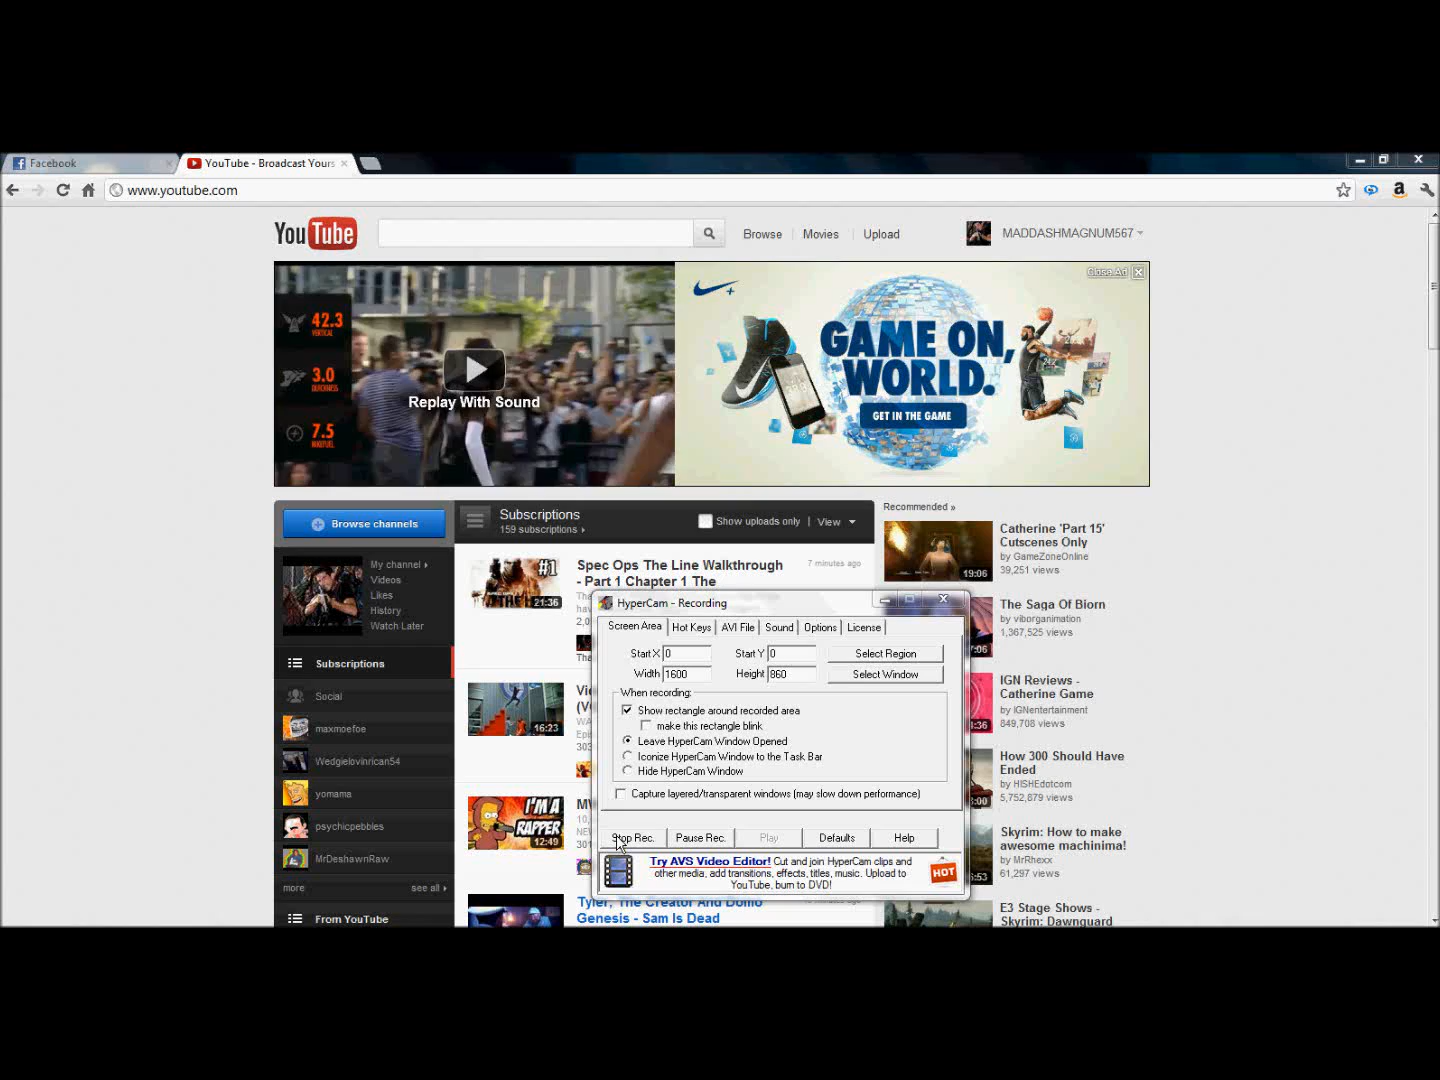 Facebook
YouTube - Broadcast Yours
www.youtube.com
YouTube
Browse
Movies
Upload
MADDASHMAGNUM567
42.3
VERTICAL
3.0
7.5
Replay With Sound
Close Ad
GAME ON,
WORLD.
GET IN THE GAME
Browse channels
My channel
Videos
Likes
History
Watch Later
Subscriptions
Social
maxmoefoe
Wedgielovinrican54
yomama
psychicpebbles
MrDeshawnRaw
more
see all
From YouTube
Subscriptions
159 subscriptions
Show uploads only
View
#1
21:36
Spec Ops The Line Walkthrough
- Part 1 Chapter 1 The
7 minutes ago
16:23
303
I'M A
RAPPER
12:49
10,
301
Tyler, The Creator And Domo
Genesis - Sam Is Dead
HyperCam - Recording
Screen Area
Hot Keys
AVI File
Sound
Options
License
Start X 0
Start Y 0
Select Region
Width 1600
Height 860
Select Window
When recording:
Show rectangle around recorded area
make this rectangle blink
Leave HyperCam Window Opened
Iconize HyperCam Window to the Task Bar
Hide HyperCam Window
Capture layered/transparent windows (may slow down performance)
Stop Rec.
Pause Rec.
Play
Defaults
Help
Try AVS Video Editor! Cut and join HyperCam clips and
other media, add transitions, effects, titles, music. Upload to
YouTube, burn to DVD!
HOT
Recommended »
19:06
Catherine 'Part 15'
Cutscenes Only
by GameZoneOnline
39,251 views
7:06
The Saga Of Biorn
by viborganimation
1,367,525 views
IGN Reviews -
Catherine Game
by IGNentertainment
849,708 views
How 300 Should Have
Ended
by HISHEdotcom
5,752,879 views
Skyrim: How to make
awesome machinima!
by MrRhexx
61,297 views
E3 Stage Shows -
Skyrim: Dawnguard